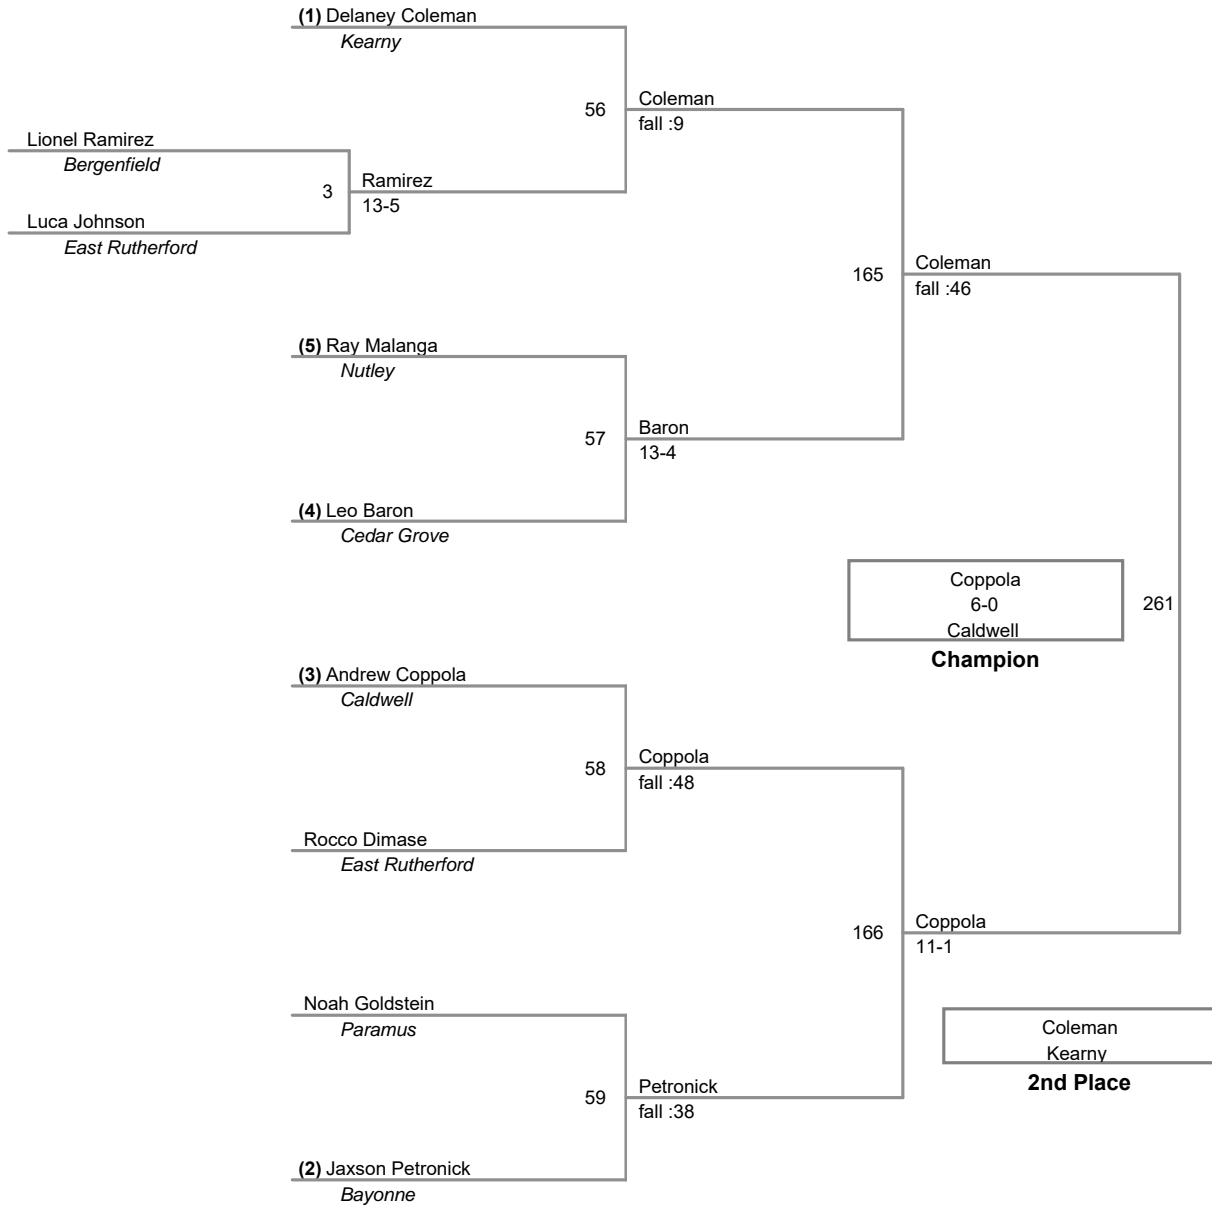 (1) Delaney Coleman
Kearny
56
Coleman
fall :9
Lionel Ramirez
Bergenfield
3
Ramirez
13-5
Luca Johnson
East Rutherford
165
Coleman
fall :46
(5) Ray Malanga
Nutley
57
Baron
13-4
(4) Leo Baron
Cedar Grove
Coppola
6-0
Caldwell
Champion
261
(3) Andrew Coppola
Caldwell
58
Coppola
fall :48
Rocco Dimase
East Rutherford
166
Coppola
11-1
Noah Goldstein
Paramus
Coleman
Kearny
2nd Place
59
Petronick
fall :38
(2) Jaxson Petronick
Bayonne